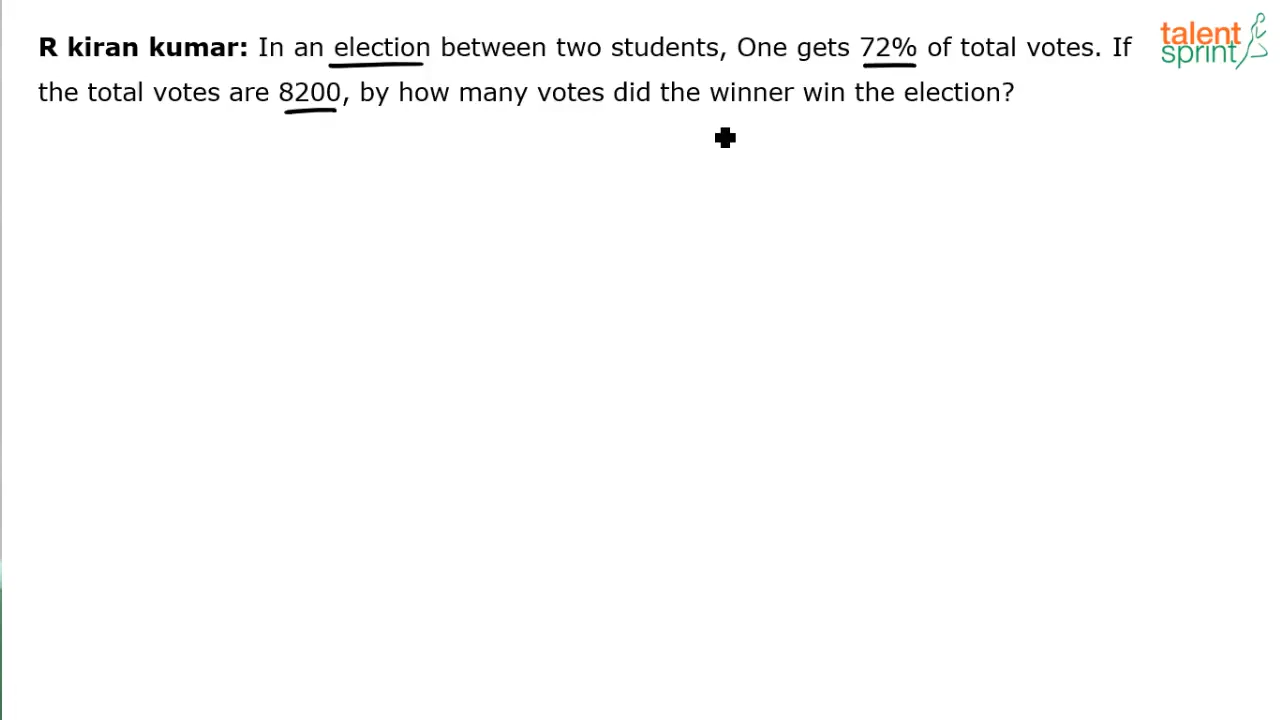 R kiran kumar: In an election between two students, One gets 72% of total votes. If
the total votes are 8200, by how many votes did the winner win the election?
talent
sprint